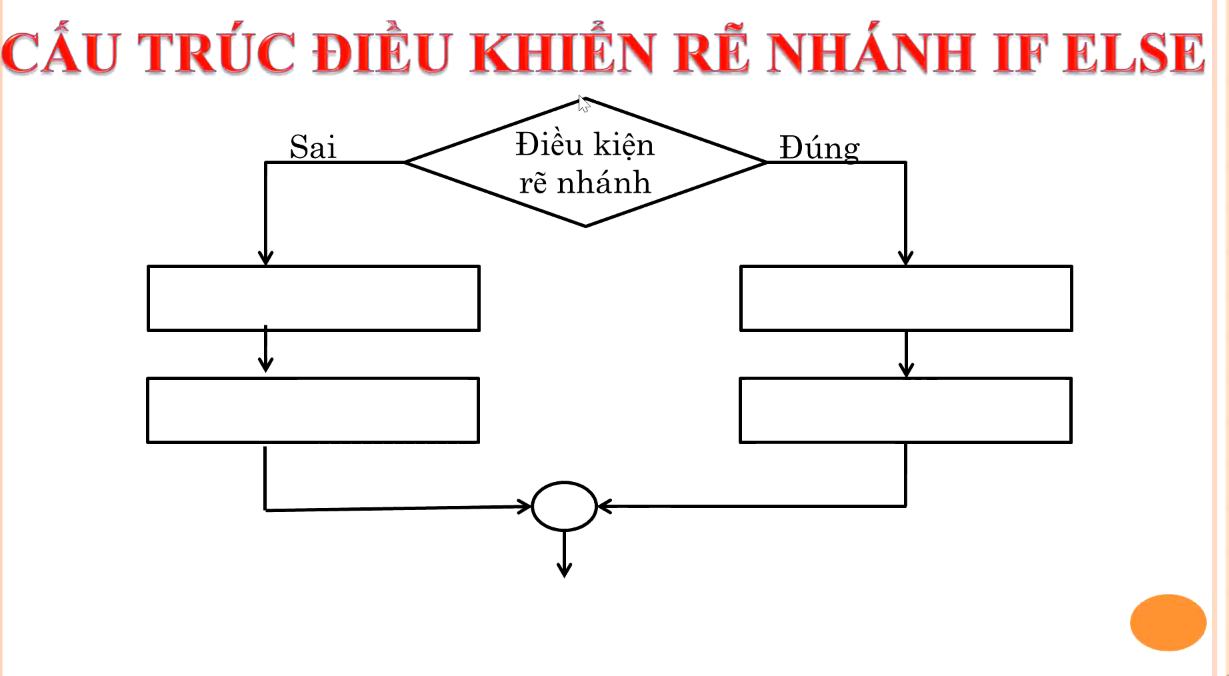 CẤU TRÚC ĐIỀU KHIỂN RẼ NHÁNH IF ELSE
Sai
Điều kiện
rẽ nhánh
Đúng